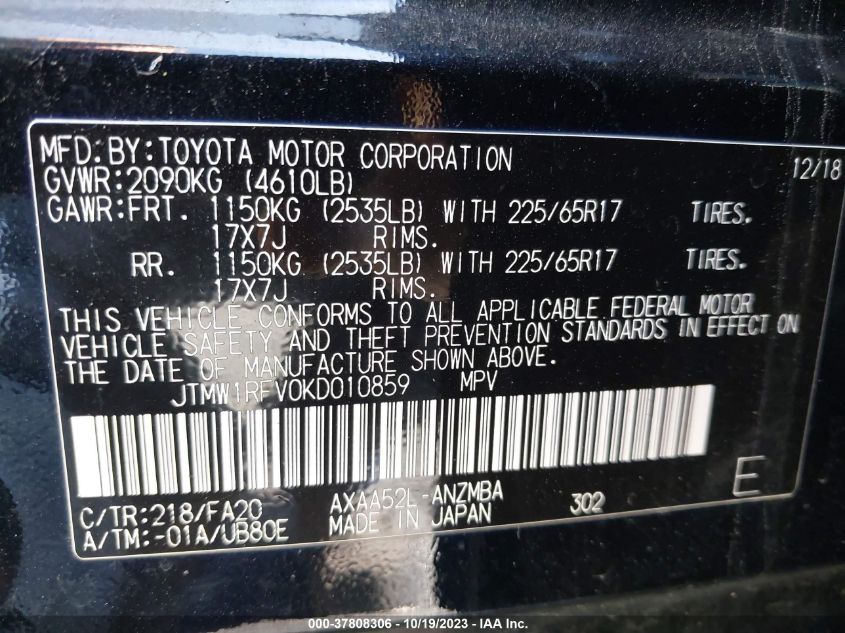 MFD.BY:TOYOTA MOTOR CORPORATION 12/18
GVWR:2090KG (4610LB)
GAWR:FRT. 1150KG (2535LB) WITH 225/65R17 TIRES.
17X7J RIMS.
RR. 1150KG (2535LB) WITH 225/65R17 TIRES.
17X7J RIMS.
THIS VEHICLE CONFORMS TO ALL APPLICABLE FEDERAL MOTOR
VEHICLE SAFETY AND THEFT PREVENTION STANDARDS IN EFFECT ON
THE DATE OF MANUFACTURE SHOWN ABOVE.
JTMW1RFV0KD010859 MPV
C/TR:218/FA20 AXAA52L-ANZMBA 302 E
A/TM:-01A/UB80E MADE IN JAPAN
000-37808306 - 10/19/2023 - IAA Inc.